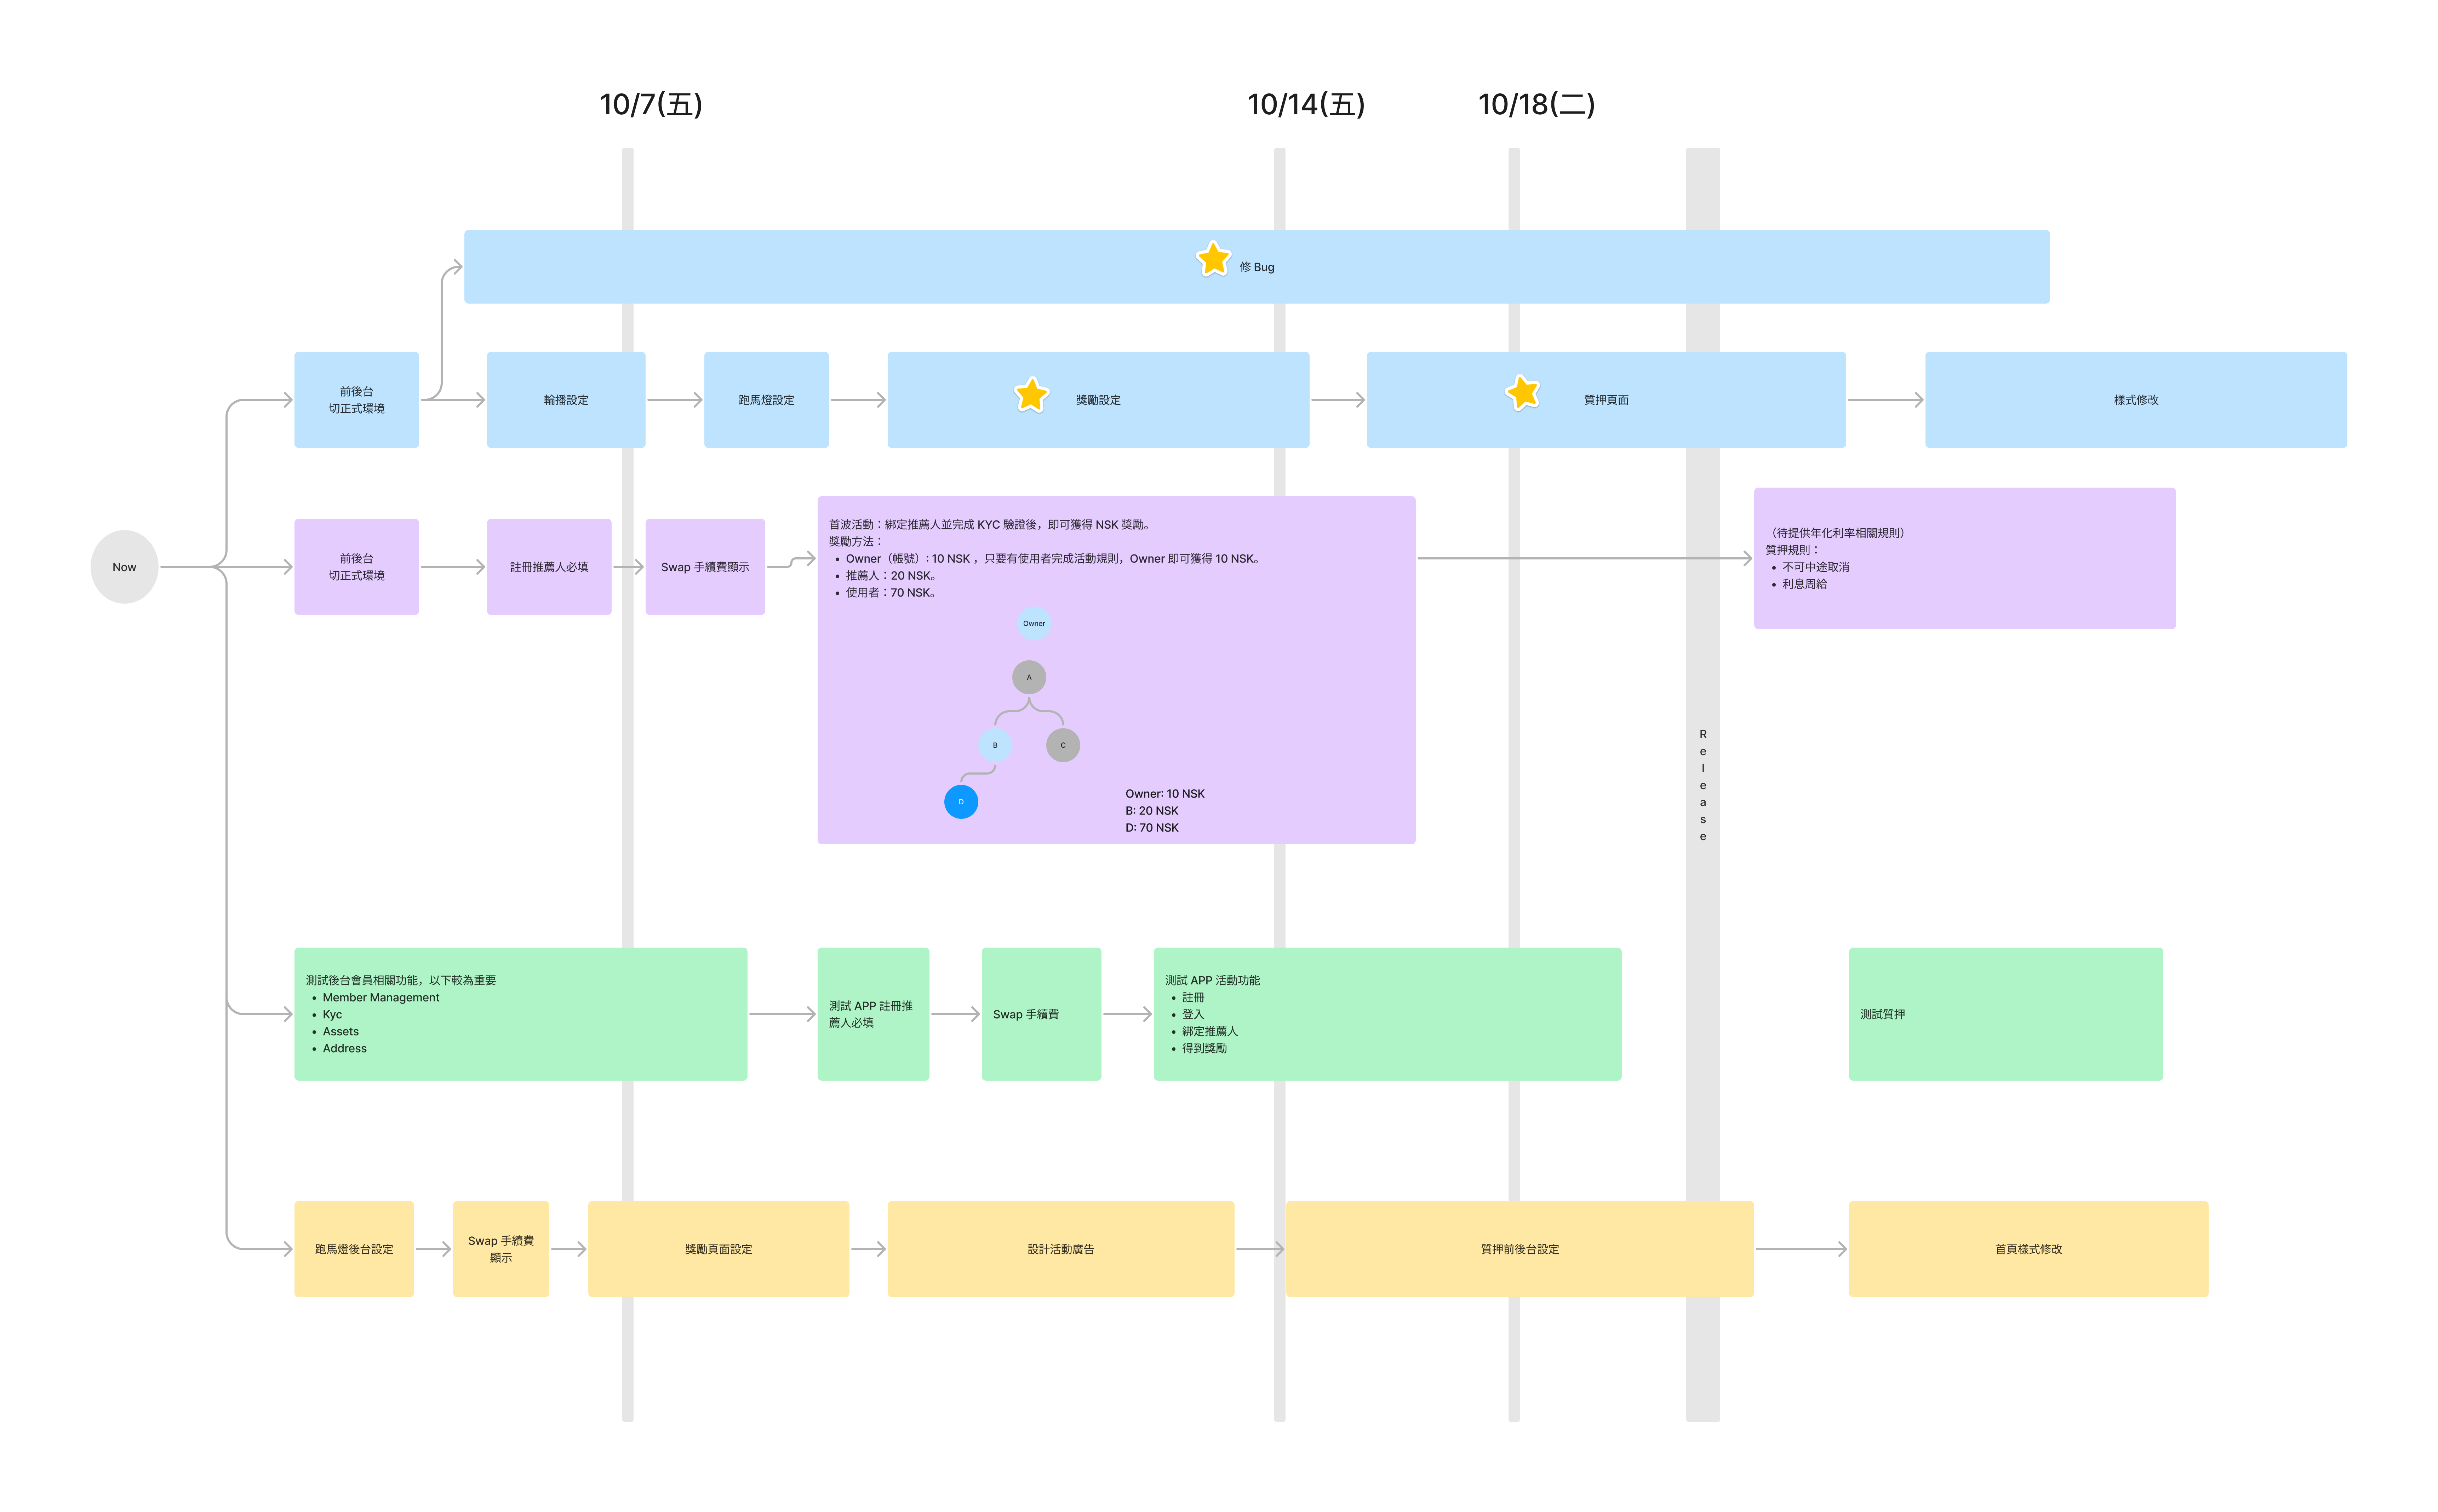 10/7(五)
10/14(五)
10/18(二)
修 Bug
前後台
切正式環境
輪播設定
跑馬燈設定
獎勵設定
質押頁面
樣式修改
Now
前後台
切正式環境
註冊推薦人必填
Swap 手續費顯示
首波活動：綁定推薦人並完成 KYC 驗證後，即可獲得 NSK 獎勵。
獎勵方法：
• Owner（帳號）: 10 NSK ，只要有使用者完成活動規則，Owner 即可獲得 10 NSK。
• 推薦人：20 NSK。
• 使用者：70 NSK。
Owner
A
B
C
D
Owner: 10 NSK
B: 20 NSK
D: 70 NSK
（待提供年化利率相關規則）
質押規則：
• 不可中途取消
• 利息周給
R
e
l
e
a
s
e
測試後台會員相關功能，以下較為重要
• Member Management
• Kyc
• Assets
• Address
測試 APP 註冊推
薦人必填
Swap 手續費
測試 APP 活動功能
• 註冊
• 登入
• 綁定推薦人
• 得到獎勵
測試質押
跑馬燈後台設定
Swap 手續費
顯示
獎勵頁面設定
設計活動廣告
質押前後台設定
首頁樣式修改